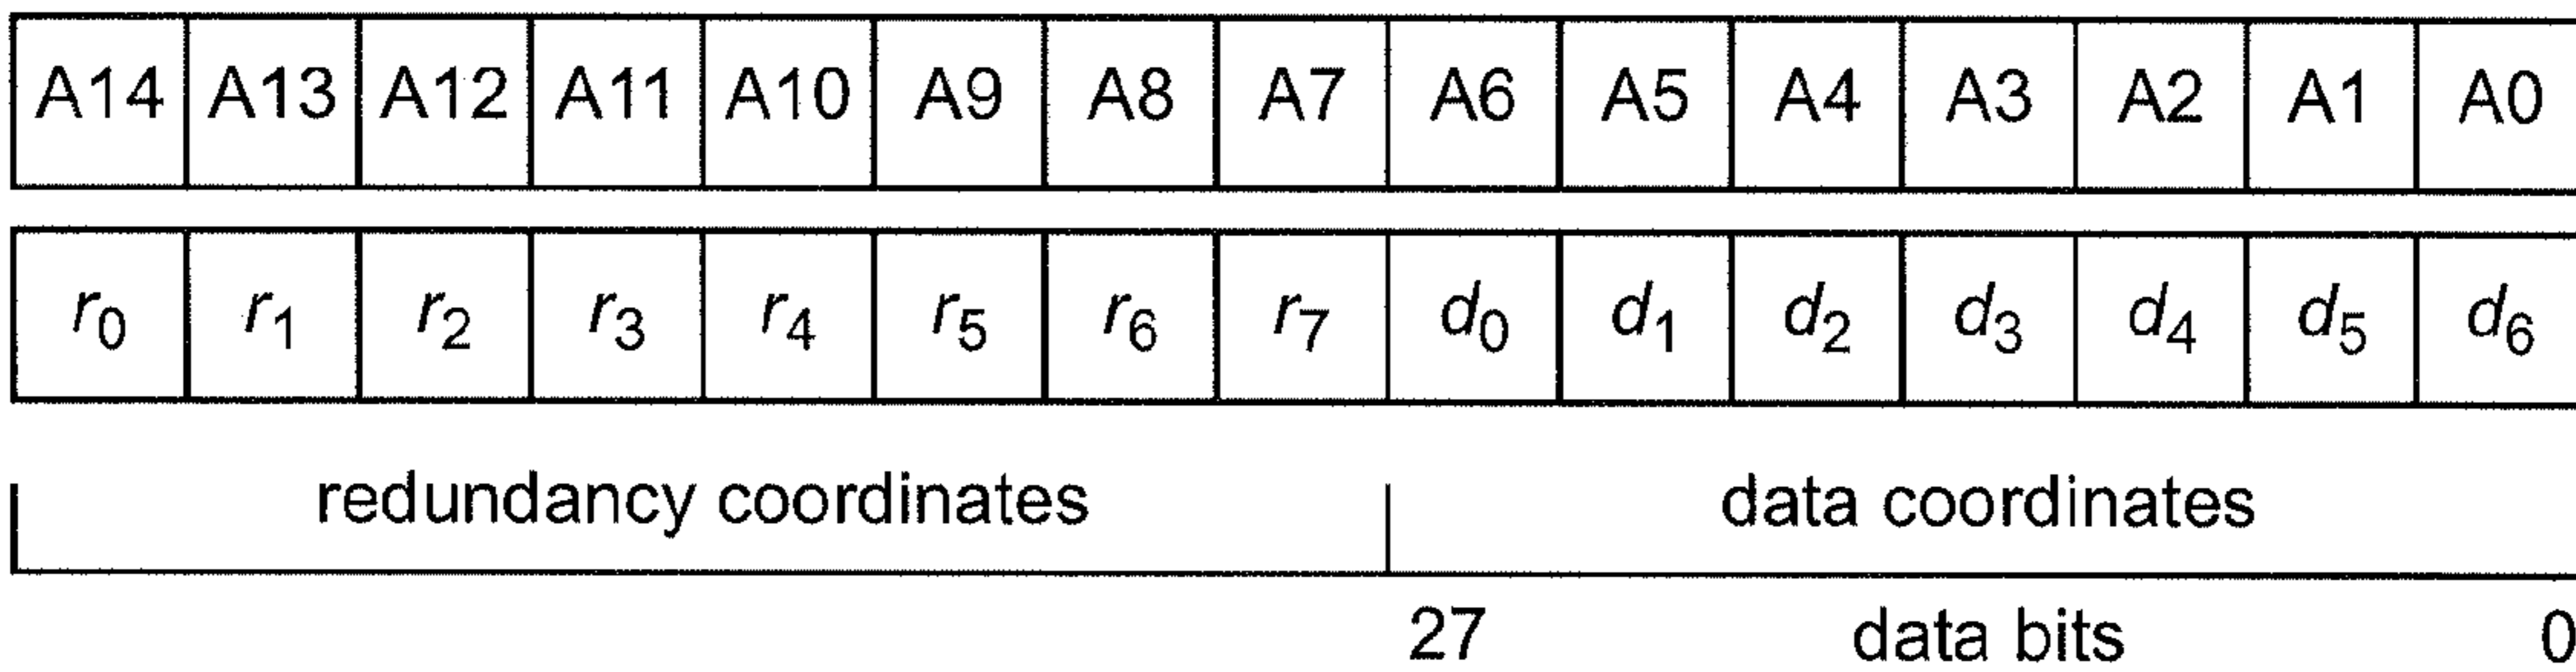 A14 A13 A12 A11 A10 A9 A8 A7 A6 A5 A4 A3 A2 A1 A0
r0 r1 r2 r3 r4 r5 r6 r7 d0 d1 d2 d3 d4 d5 d6
redundancy coordinates data coordinates
27 data bits 0